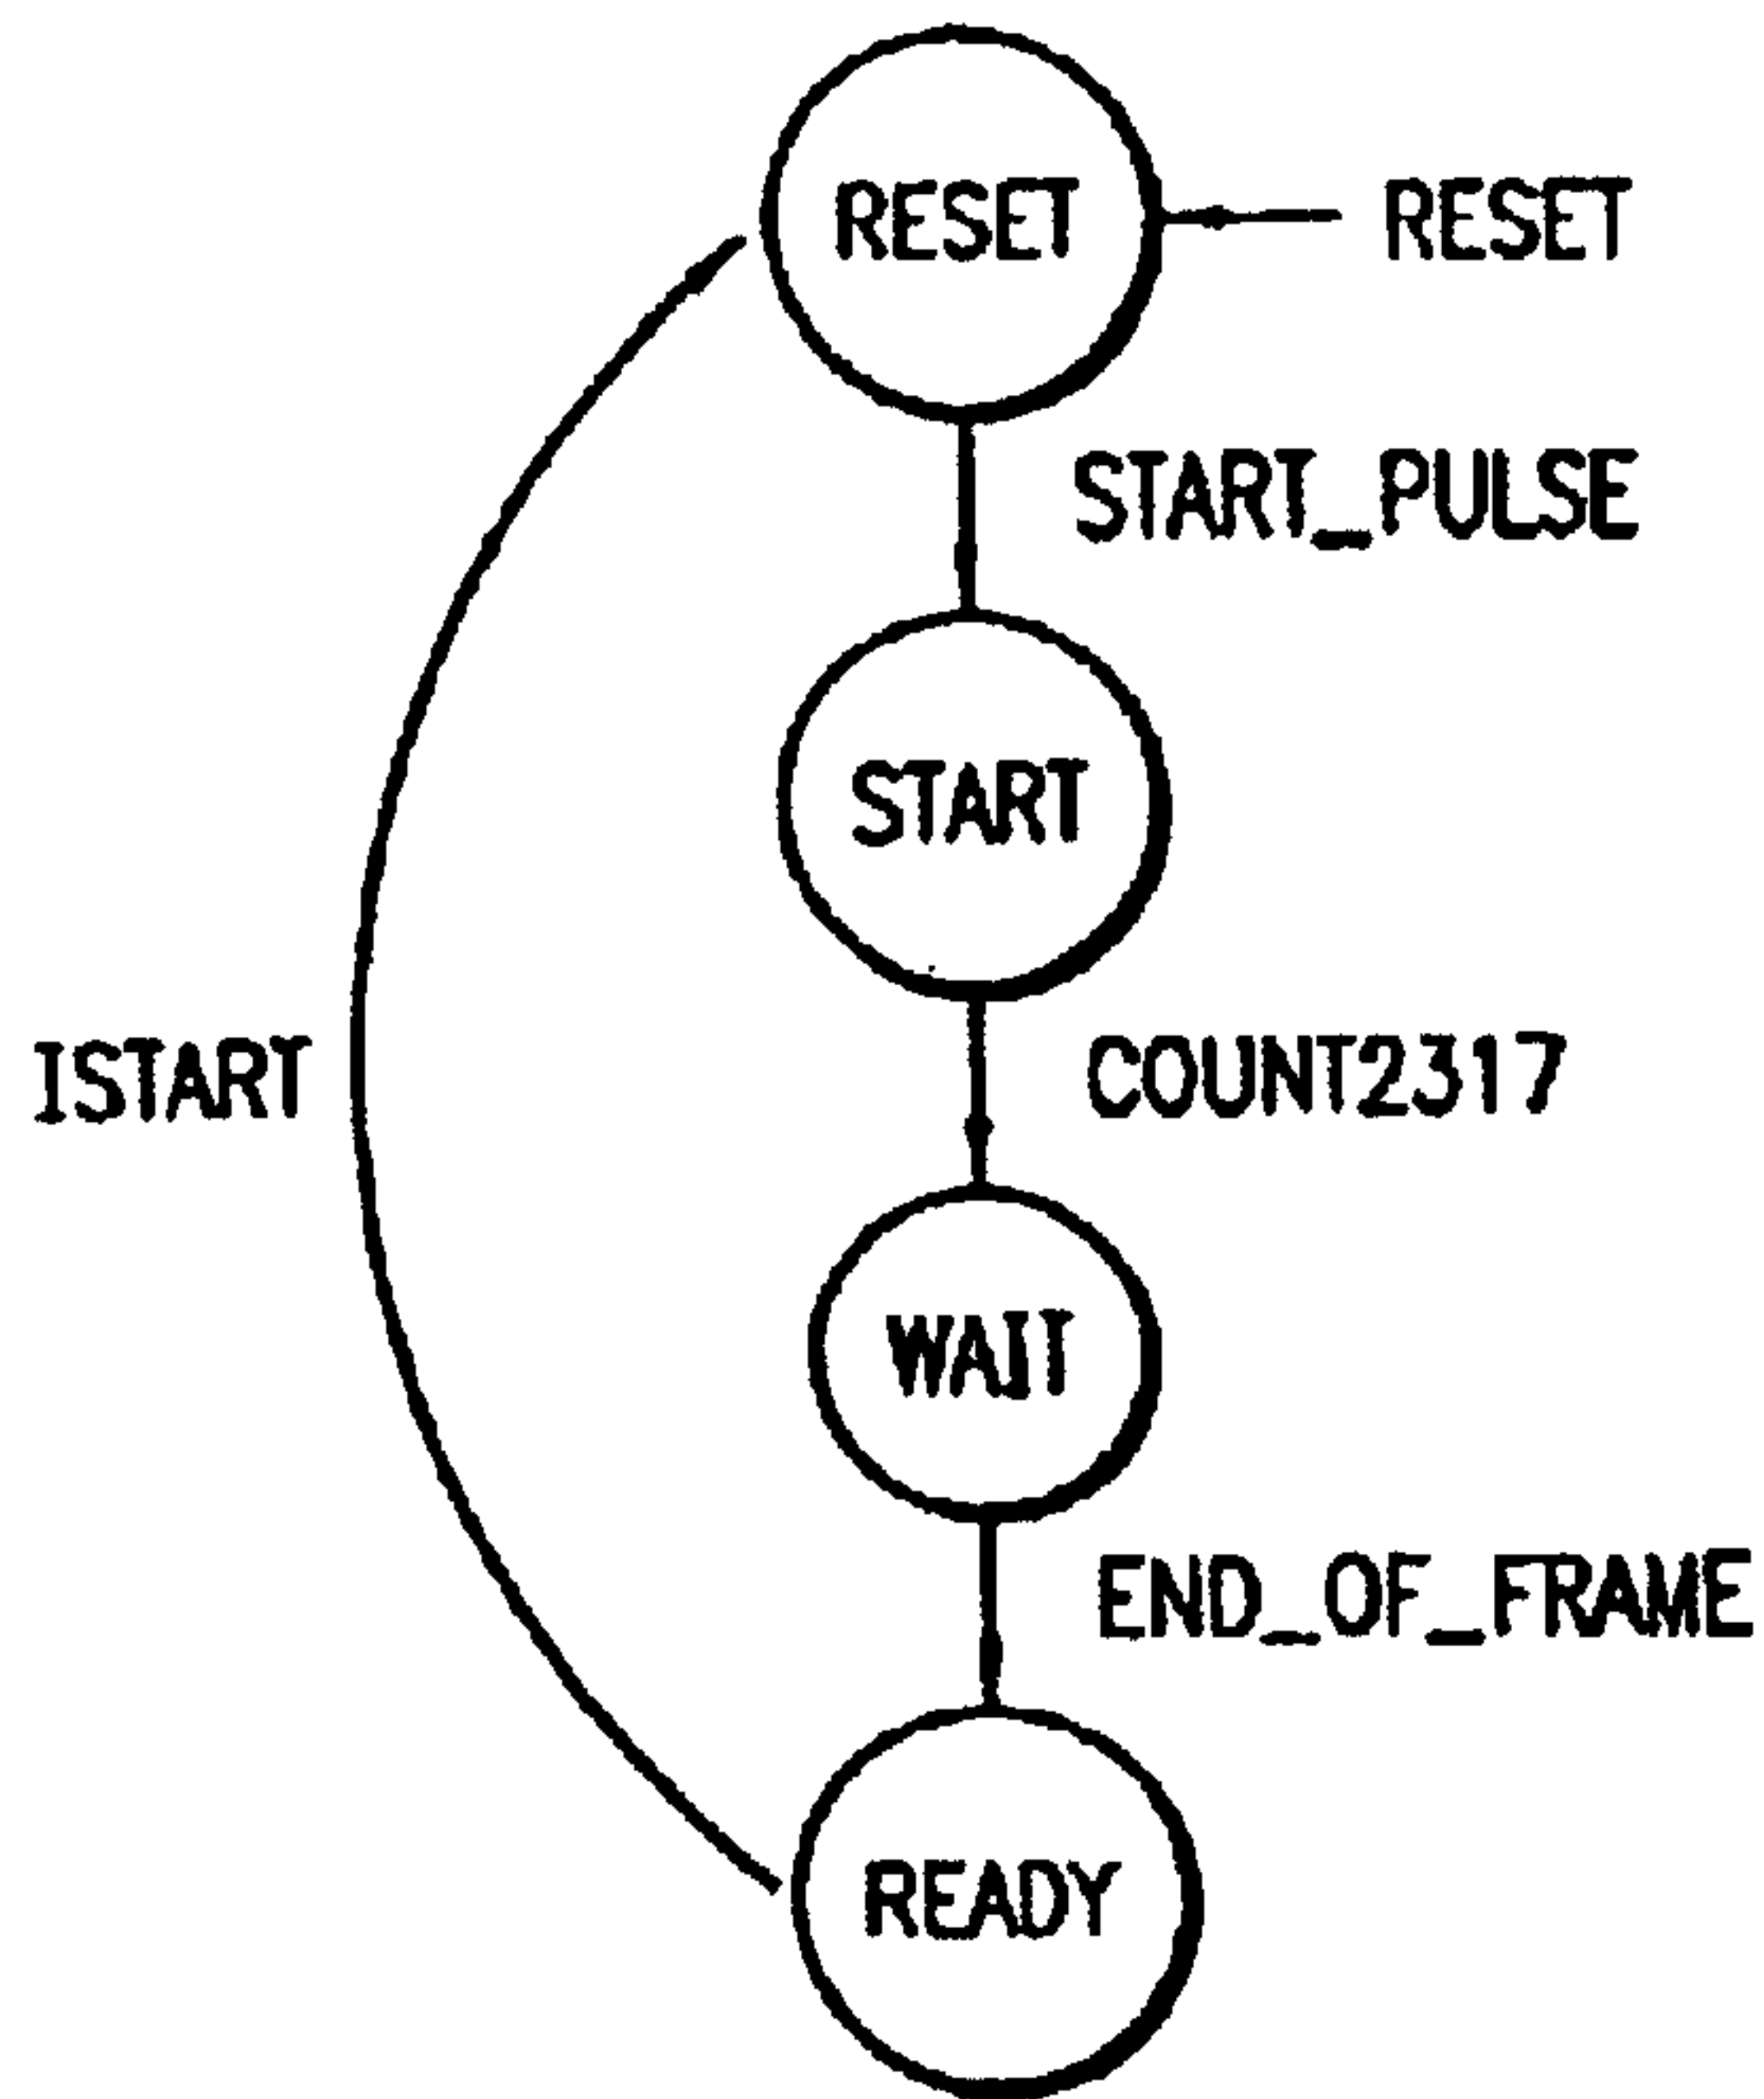 RESET RESET
START_PULSE
START
ISTART COUNT2317
WAIT
END_OF_FRAME
READY